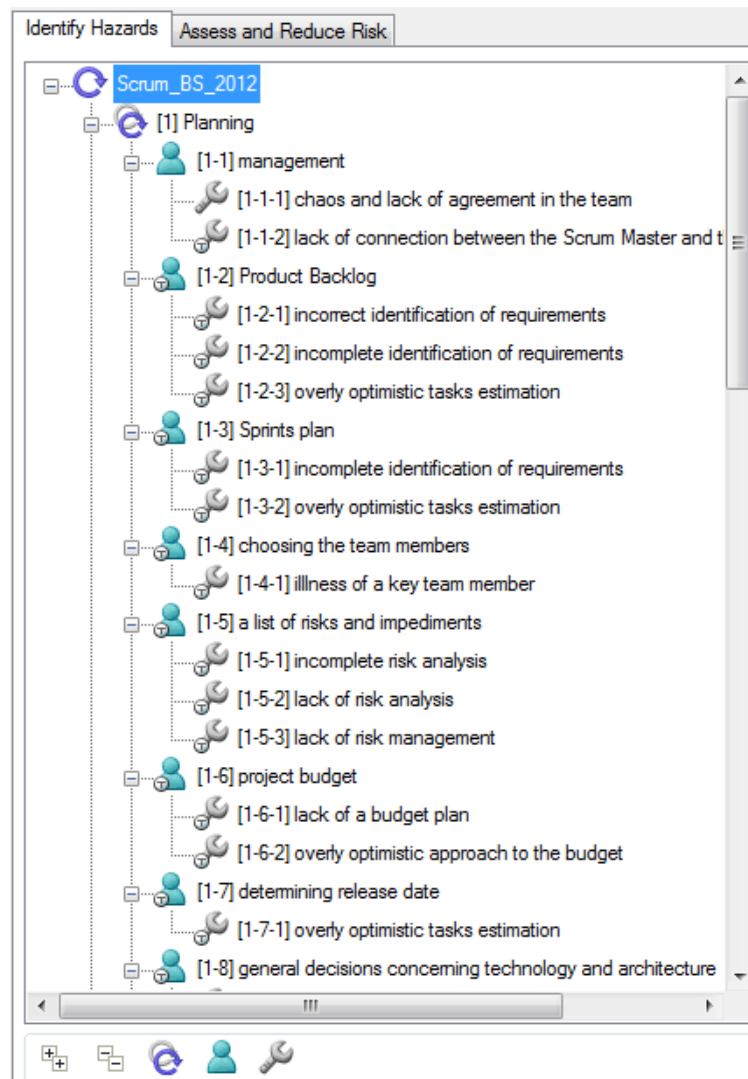 Identify Hazards Assess and Reduce Risk
Scrum_BS_2012
[1] Planning
[1-1] management
[1-1-1] chaos and lack of agreement in the team
[1-1-2] lack of connection between the Scrum Master and
[1-2] Product Backlog
[1-2-1] incorrect identification of requirements
[1-2-2] incomplete identification of requirements
[1-2-3] overly optimistic tasks estimation
[1-3] Sprints plan
[1-3-1] incomplete identification of requirements
[1-3-2] overly optimistic tasks estimation
[1-4] choosing the team members
[1-4-1] illlness of a key team member
[1-5] a list of risks and impediments
[1-5-1] incomplete risk analysis
[1-5-2] lack of risk analysis
[1-5-3] lack of risk management
[1-6] project budget
[1-6-1] lack of a budget plan
[1-6-2] overly optimistic approach to the budget
[1-7] determining release date
[1-7-1] overly optimistic tasks estimation
[1-8] general decisions concerning technology and architecture